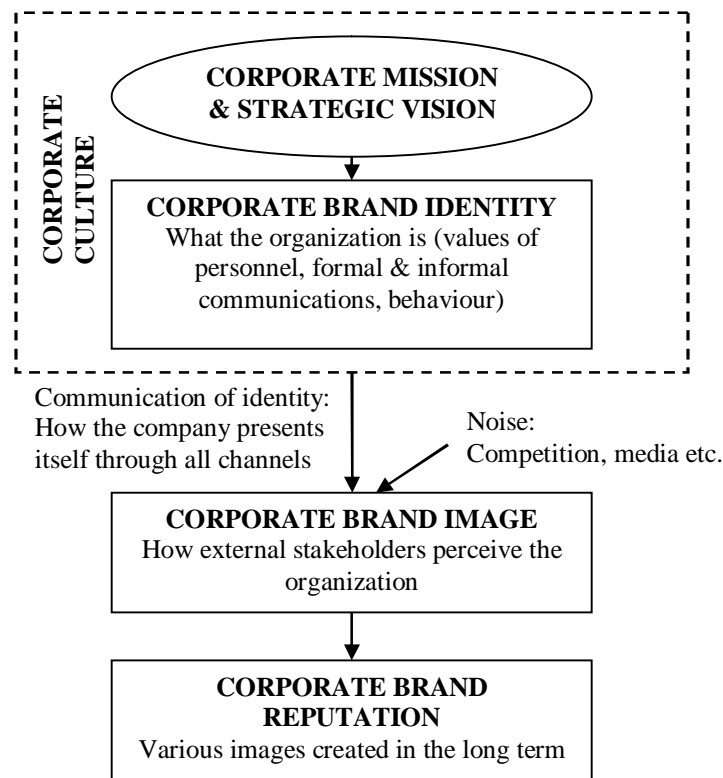 CORPORATE MISSION
& STRATEGIC VISION
CORPORATE
CULTURE
CORPORATE BRAND IDENTITY
What the organization is (values of
personnel, formal & informal
communications, behaviour)
Communication of identity:
How the company presents
itself through all channels
Noise:
Competition, media etc.
CORPORATE BRAND IMAGE
How external stakeholders perceive the
organization
CORPORATE BRAND
REPUTATION
Various images created in the long term